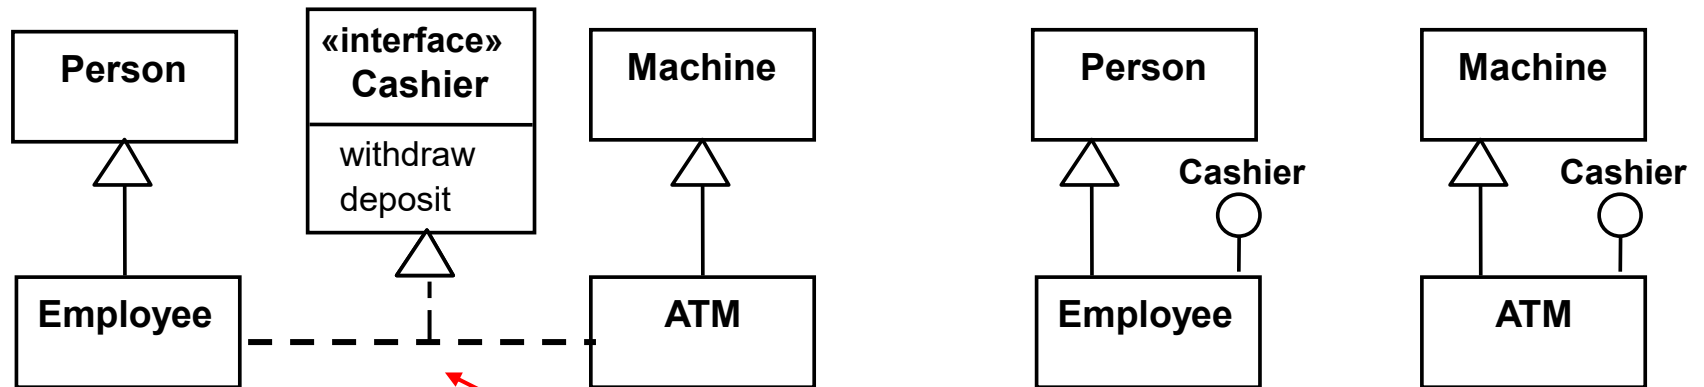 Person
«interface»
Cashier
withdraw
deposit
Machine
Employee
ATM
Person
Machine
Cashier
Cashier
Employee
ATM